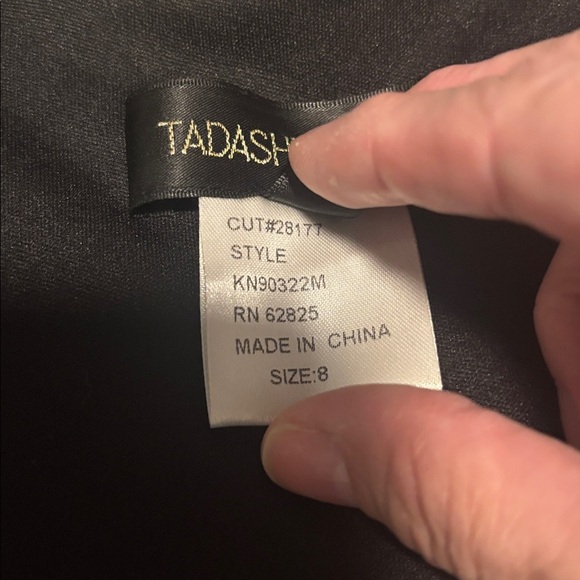 TADASH
CUT#28177
STYLE
KN90322M
RN 62825
MADE IN CHINA
SIZE:8